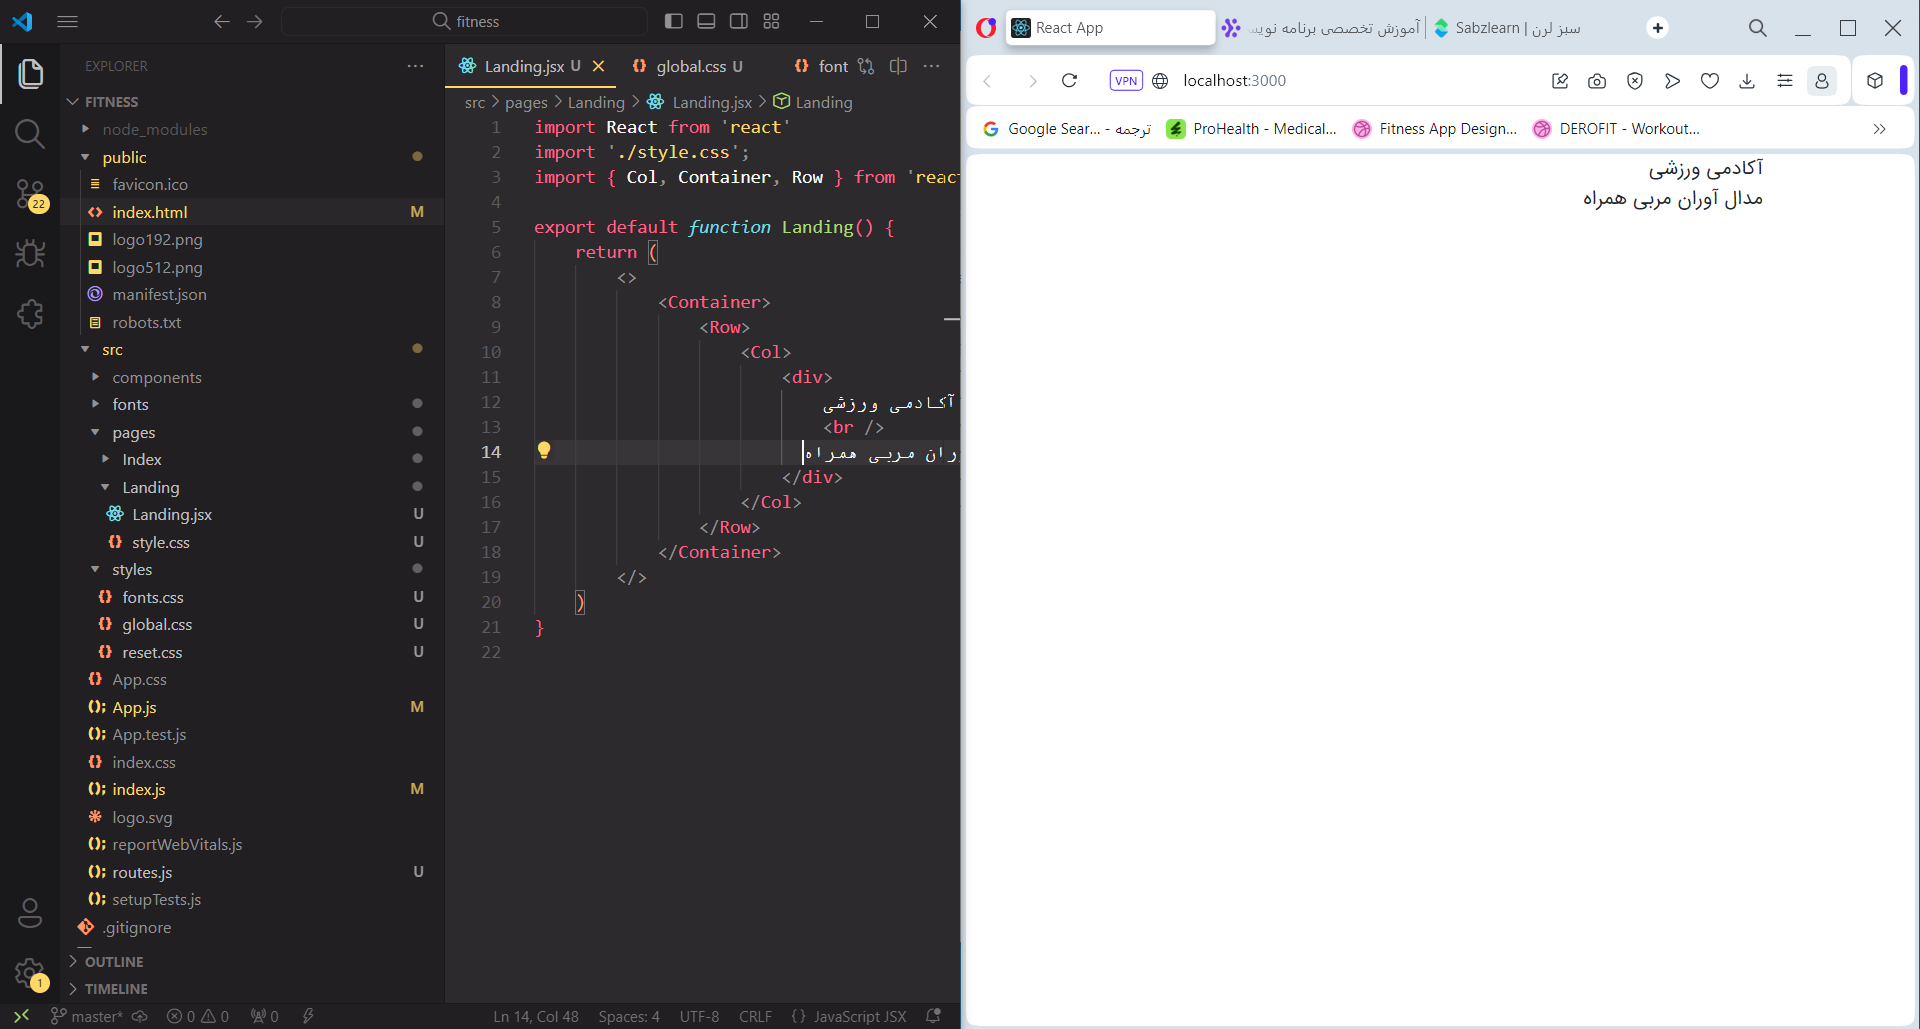 fitness
EXPLORER
FITNESS
node_modules
public
favicon.ico
index.html M
logo192.png
logo512.png
manifest.json
robots.txt
src
components
fonts
pages
Index
Landing
Landing.jsx U
style.css U
styles
fonts.css U
global.css U
reset.css U
App.css
App.js M
App.test.js
index.css
index.js M
logo.svg
reportWebVitals.js
routes.js U
setupTests.js
.gitignore
OUTLINE
TIMELINE
22
1
Landing.jsx U
global.css U
font
src > pages > Landing > Landing.jsx > Landing
1 import React from 'react'
2 import './style.css';
3 import { Col, Container, Row } from 'react
4
5 export default function Landing() {
6 return (
7 <>
8 <Container>
9 <Row>
10 <Col>
11 <div>
12 آکادمی ورزشی
13 <br />
14 وران مربی همراه
15 </div>
16 </Col>
17 </Row>
18 </Container>
19 </>
20 )
21 }
22
master* 0 0 0 Ln 14, Col 48 Spaces: 4 UTF-8 CRLF {} JavaScript JSX
React App
آموزش تخصصی برنامه نویس
Sabzlearn | سبز لرن
VPN localhost:3000
Google Sear... - ترجمه
ProHealth - Medical...
Fitness App Design...
DEROFIT - Workout...
آکادمی ورزشی
مدال آوران مربی همراه